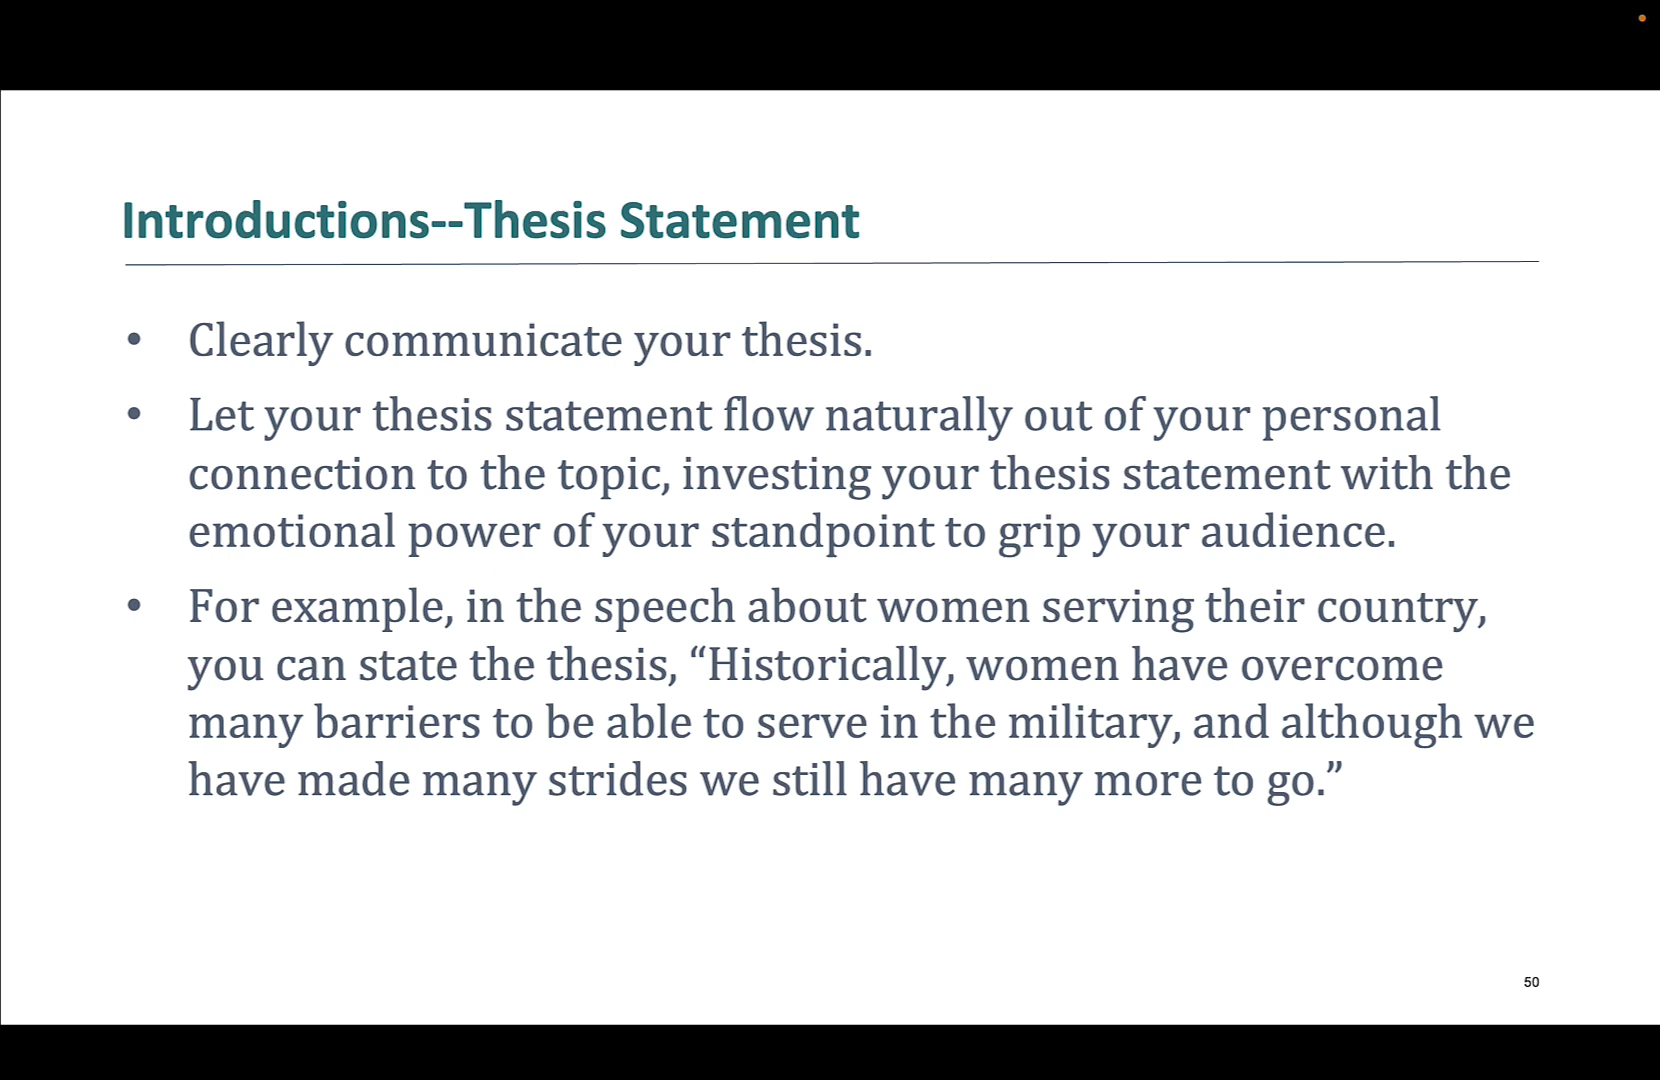 Introductions--Thesis Statement
• Clearly communicate your thesis.
• Let your thesis statement flow naturally out of your personal
connection to the topic, investing your thesis statement with the
emotional power of your standpoint to grip your audience.
• For example, in the speech about women serving their country,
you can state the thesis, “Historically, women have overcome
many barriers to be able to serve in the military, and although we
have made many strides we still have many more to go.”
50